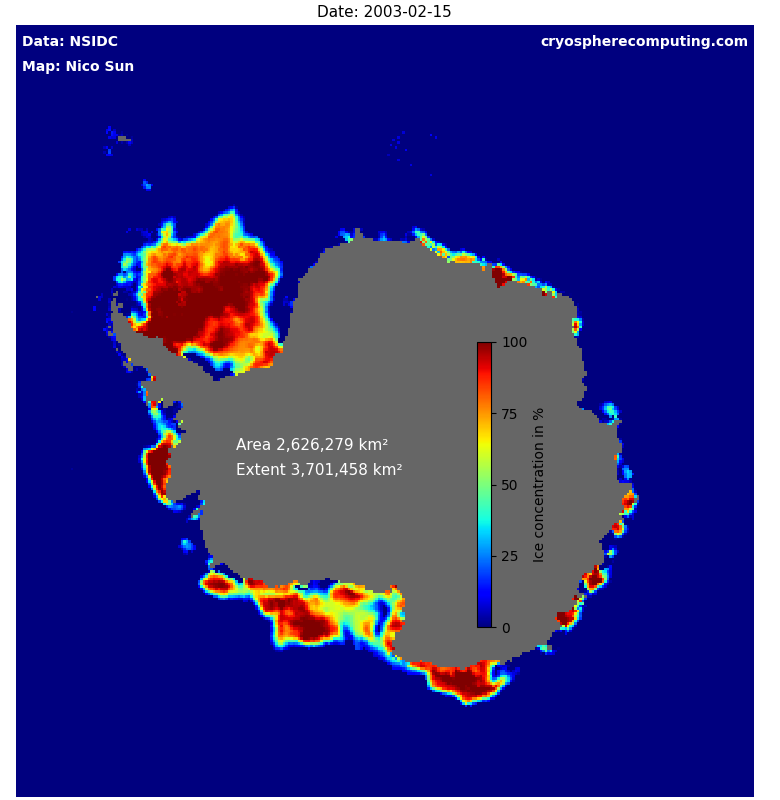 Date: 2003-02-15
Data: NSIDC
cryospherecomputing.com
Map: Nico Sun
100
75
Area 2,626,279 km²
Extent 3,701,458 km²
50
25
0
Ice concentration in %